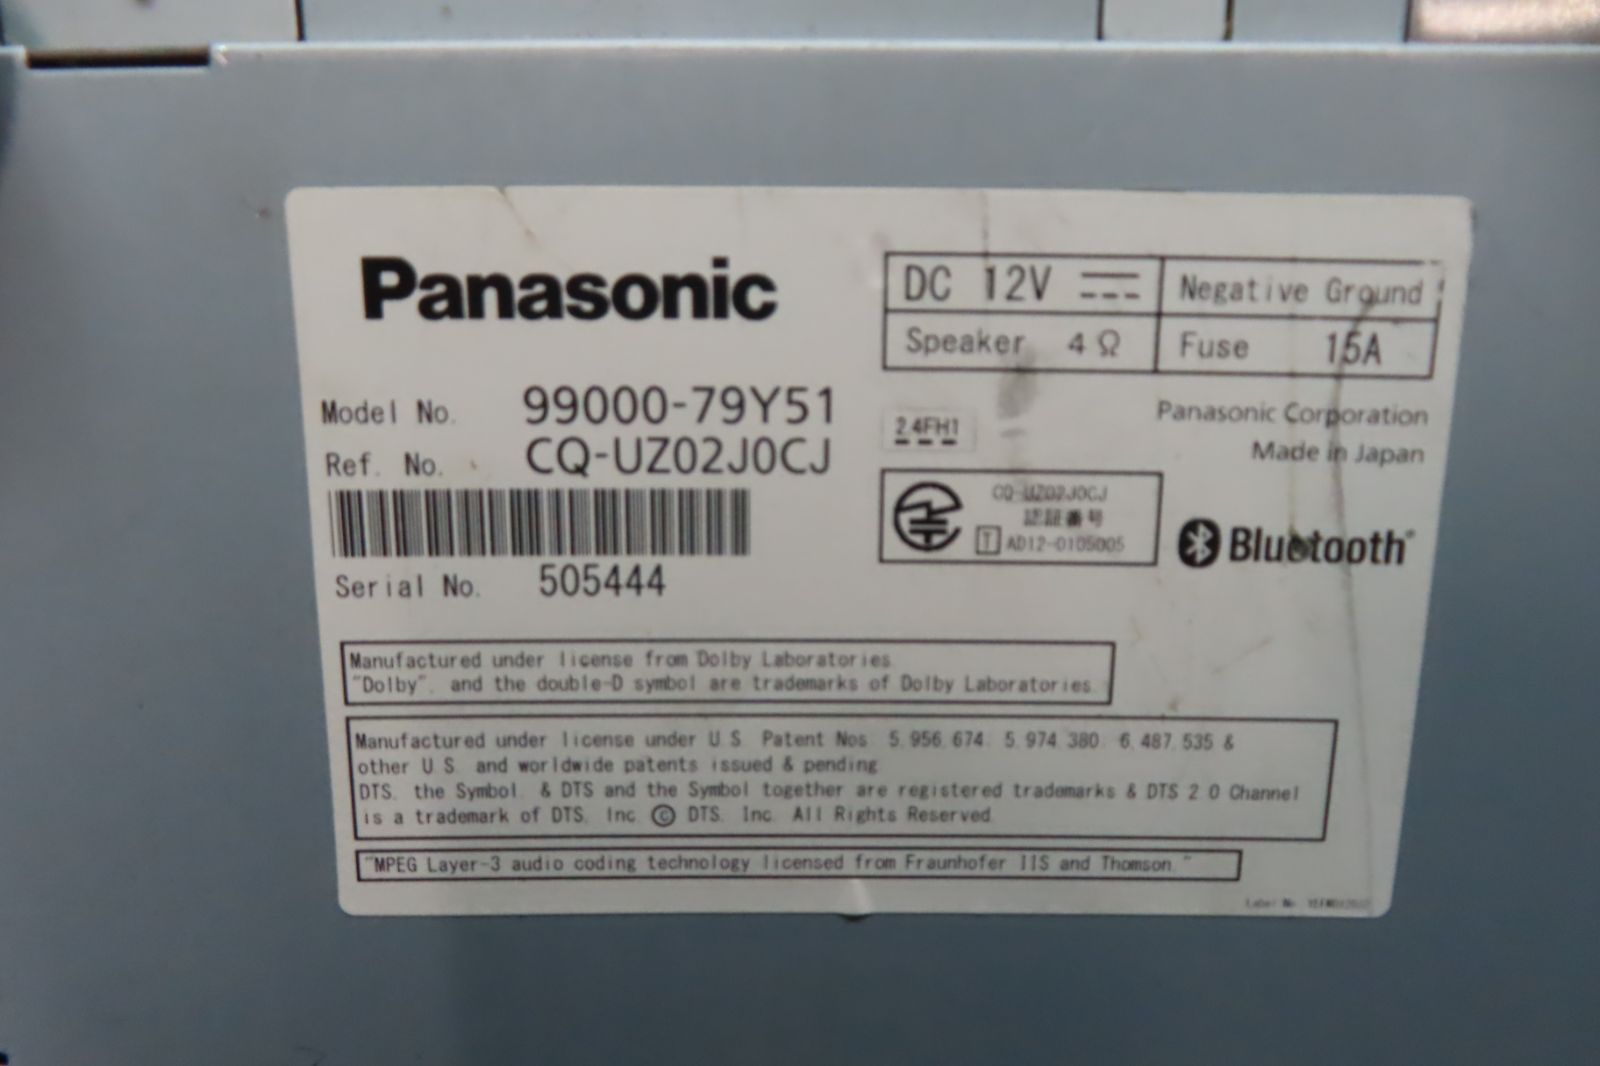 Panasonic
DC 12V
Negative Ground
Speaker 4Ω
Fuse 15A
Model No. 99000-79Y51
Ref. No. CQ-UZ02J0CJ
Serial No. 505444
2.4FH1
Panasonic Corporation
Made in Japan
CQ-UZ02J0CJ
認証番号
T AD12-0105005
Bluetooth®
Manufactured under license from Dolby Laboratories.
"Dolby". and the double-D symbol are trademarks of Dolby Laboratories.
Manufactured under license under U.S. Patent Nos: 5,956,674; 5,974,380; 6,487,535 &
other U.S. and worldwide patents issued & pending.
DTS, the Symbol, & DTS and the Symbol together are registered trademarks & DTS 2.0 Channel
is a trademark of DTS, Inc. © DTS, Inc. All Rights Reserved.
"MPEG Layer-3 audio coding technology licensed from Fraunhofer IIS and Thomson."
Label No.